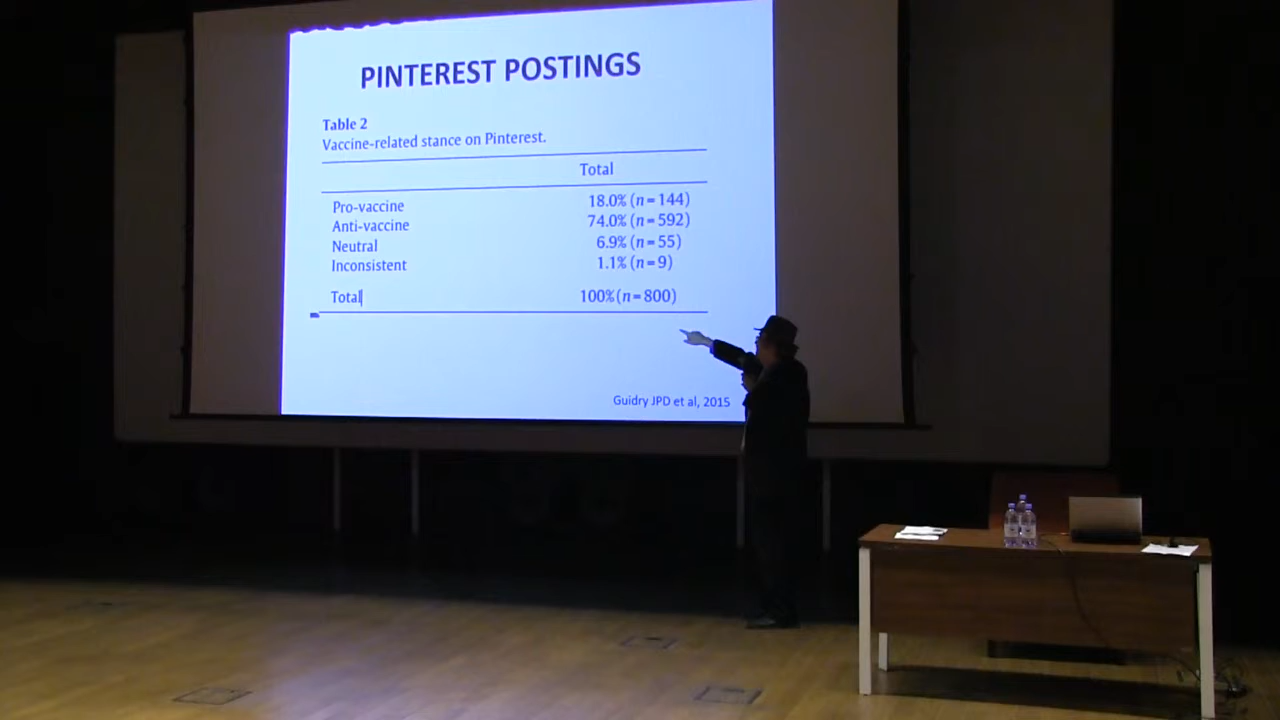 PINTEREST POSTINGS
Table 2
Vaccine-related stance on Pinterest.
Total
Pro-vaccine 18.0% (n = 144)
Anti-vaccine 74.0% (n = 592)
Neutral 6.9% (n = 55)
Inconsistent 1.1% (n = 9)
Total 100% (n = 800)
Guidry JPD et al, 2015